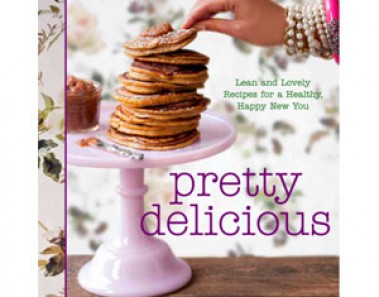 Lean and Lovely
Recipes for a Healthy,
Happy New You
pretty
delicious